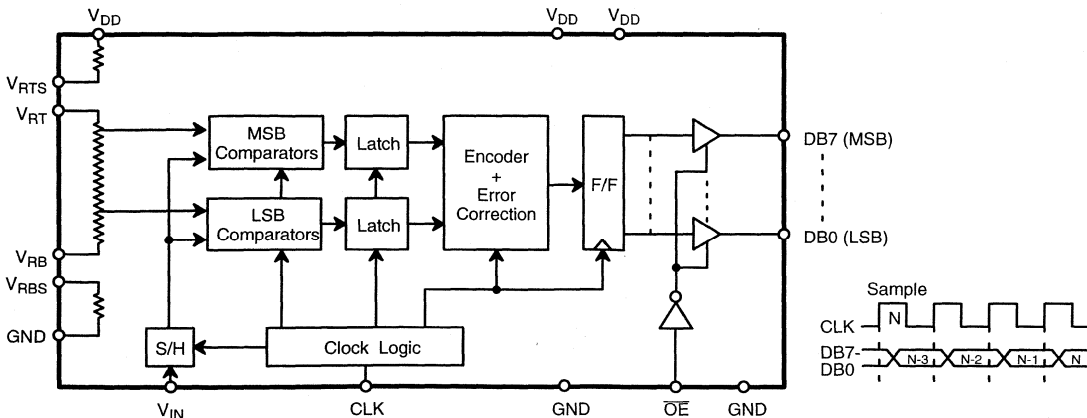 VDD VDD VDD
VRTS
VRT
MSB
Comparators
Latch
Encoder
+
Error
Correction
F/F
DB7 (MSB)
LSB
Comparators
Latch
DB0 (LSB)
VRB
VRBS
GND
S/H
Clock Logic
VIN
CLK
GND
OE
GND
Sample
CLK
N
DB7-
DB0
N-3 N-2 N-1 N